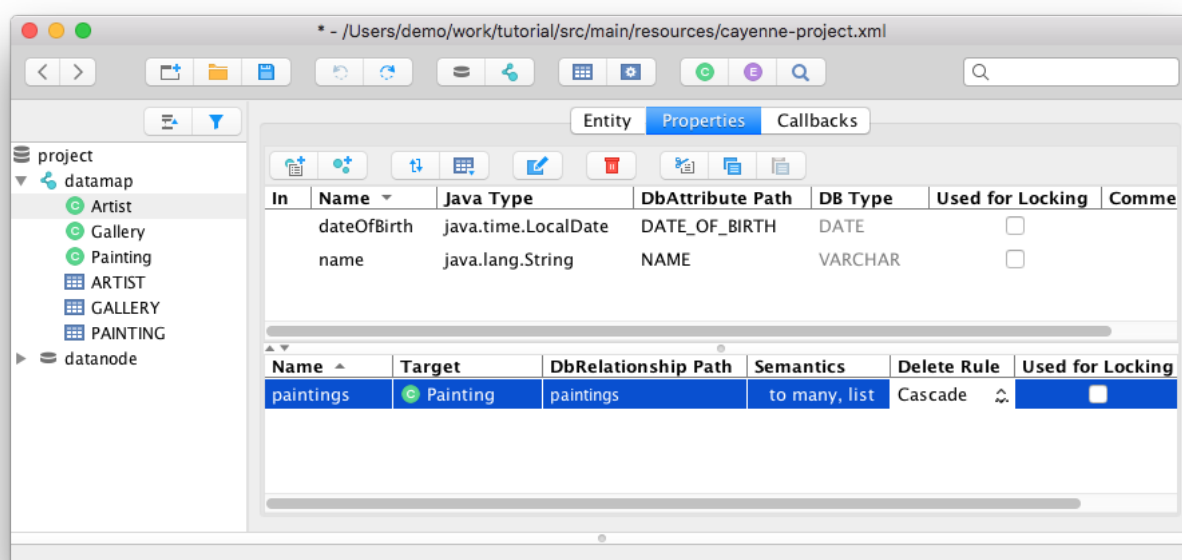 * - /Users/demo/work/tutorial/src/main/resources/cayenne-project.xml
C E
Entity Properties Callbacks
project
datamap
C Artist
C Gallery
C Painting
ARTIST
GALLERY
PAINTING
datanode
In Name Java Type DbAttribute Path DB Type Used for Locking Comme
dateOfBirth java.time.LocalDate DATE_OF_BIRTH DATE
name java.lang.String NAME VARCHAR
Name Target DbRelationship Path Semantics Delete Rule Used for Locking
paintings C Painting paintings to many, list Cascade